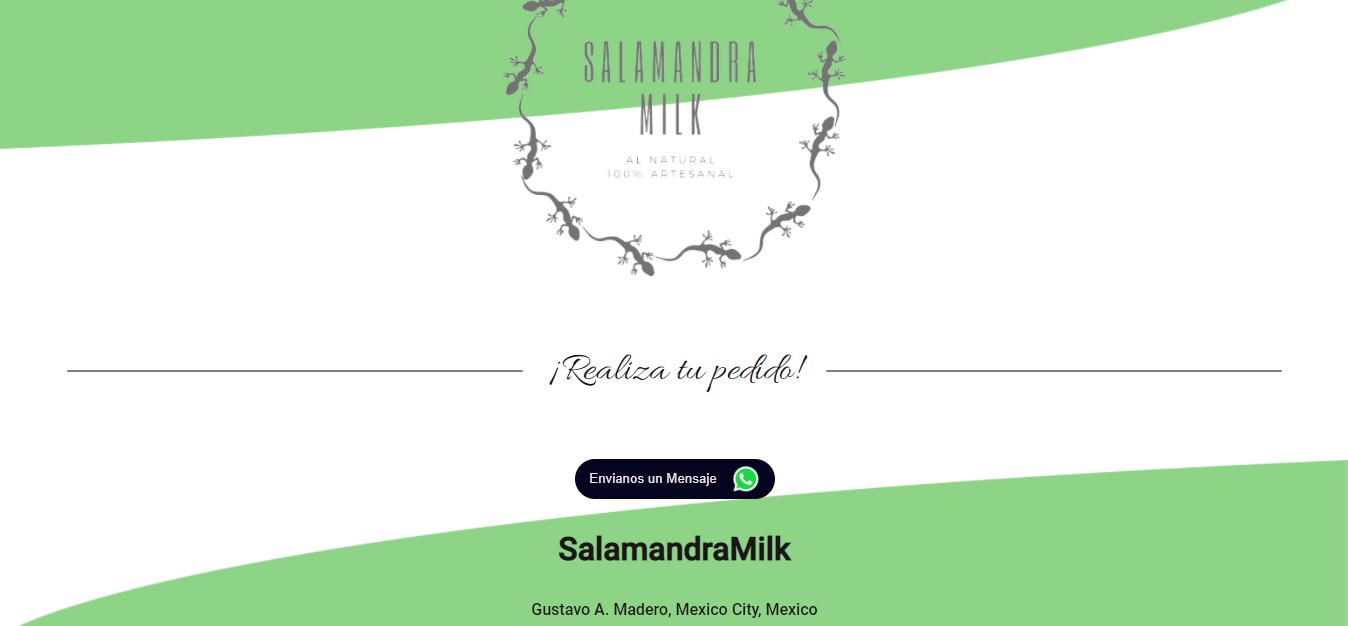 SALAMANDRA
MILK
AL NATURAL
100% ARTESANAL
¡Realiza tu pedido!
Envianos un Mensaje
SalamandraMilk
Gustavo A. Madero, Mexico City, Mexico